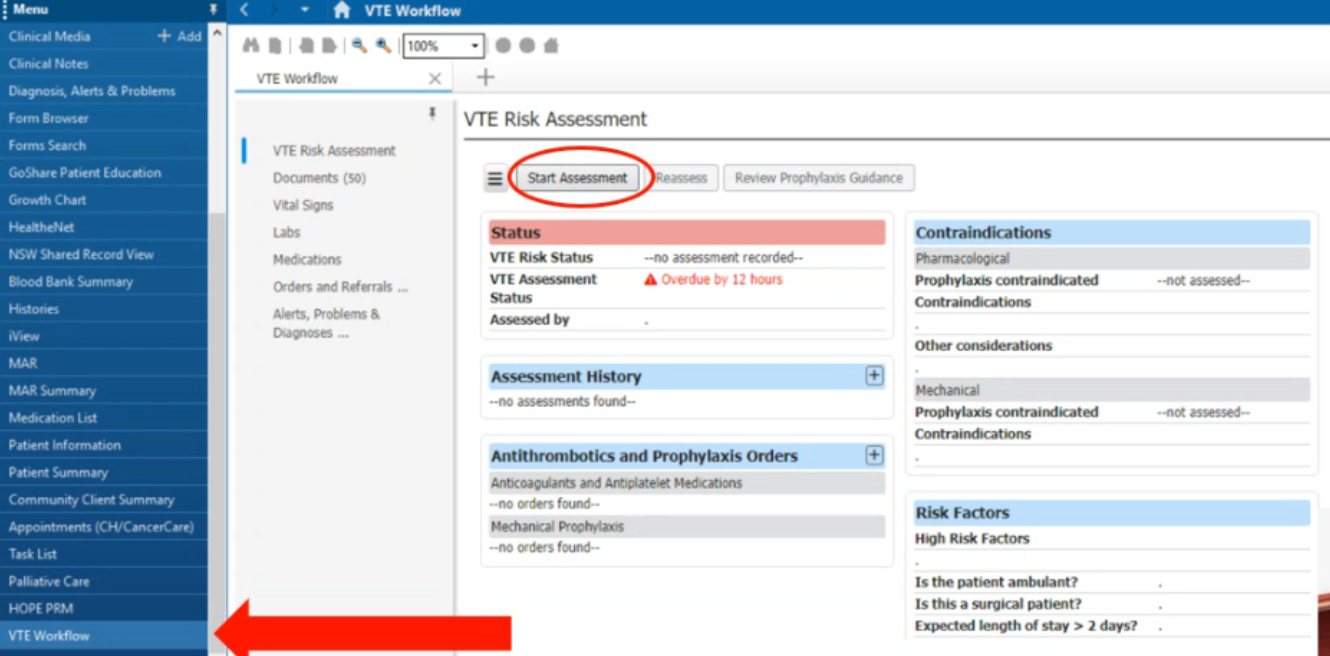 Menu
Clinical Media + Add
Clinical Notes
Diagnosis, Alerts & Problems
Form Browser
Forms Search
GoShare Patient Education
Growth Chart
HealtheNet
NSW Shared Record View
Blood Bank Summary
Histories
iView
MAR
MAR Summary
Medication List
Patient Information
Patient Summary
Community Client Summary
Appointments (CH/CancerCare)
Task List
Palliative Care
HOPE PRM
VTE Workflow
VTE Workflow
100%
VTE Workflow
VTE Risk Assessment
Documents (50)
Vital Signs
Labs
Medications
Orders and Referrals ...
Alerts, Problems &
Diagnoses ...
VTE Risk Assessment
Start Assessment Reassess Review Prophylaxis Guidance
Status
VTE Risk Status --no assessment recorded--
VTE Assessment Overdue by 12 hours
Status
Assessed by .
Assessment History
--no assessments found--
Antithrombotics and Prophylaxis Orders
Anticoagulants and Antiplatelet Medications
--no orders found--
Mechanical Prophylaxis
--no orders found--
Contraindications
Pharmacological
Prophylaxis contraindicated --not assessed--
Contraindications
.
Other considerations
.
Mechanical
Prophylaxis contraindicated --not assessed--
Contraindications
.
Risk Factors
High Risk Factors
.
Is the patient ambulant? .
Is this a surgical patient? .
Expected length of stay > 2 days? .